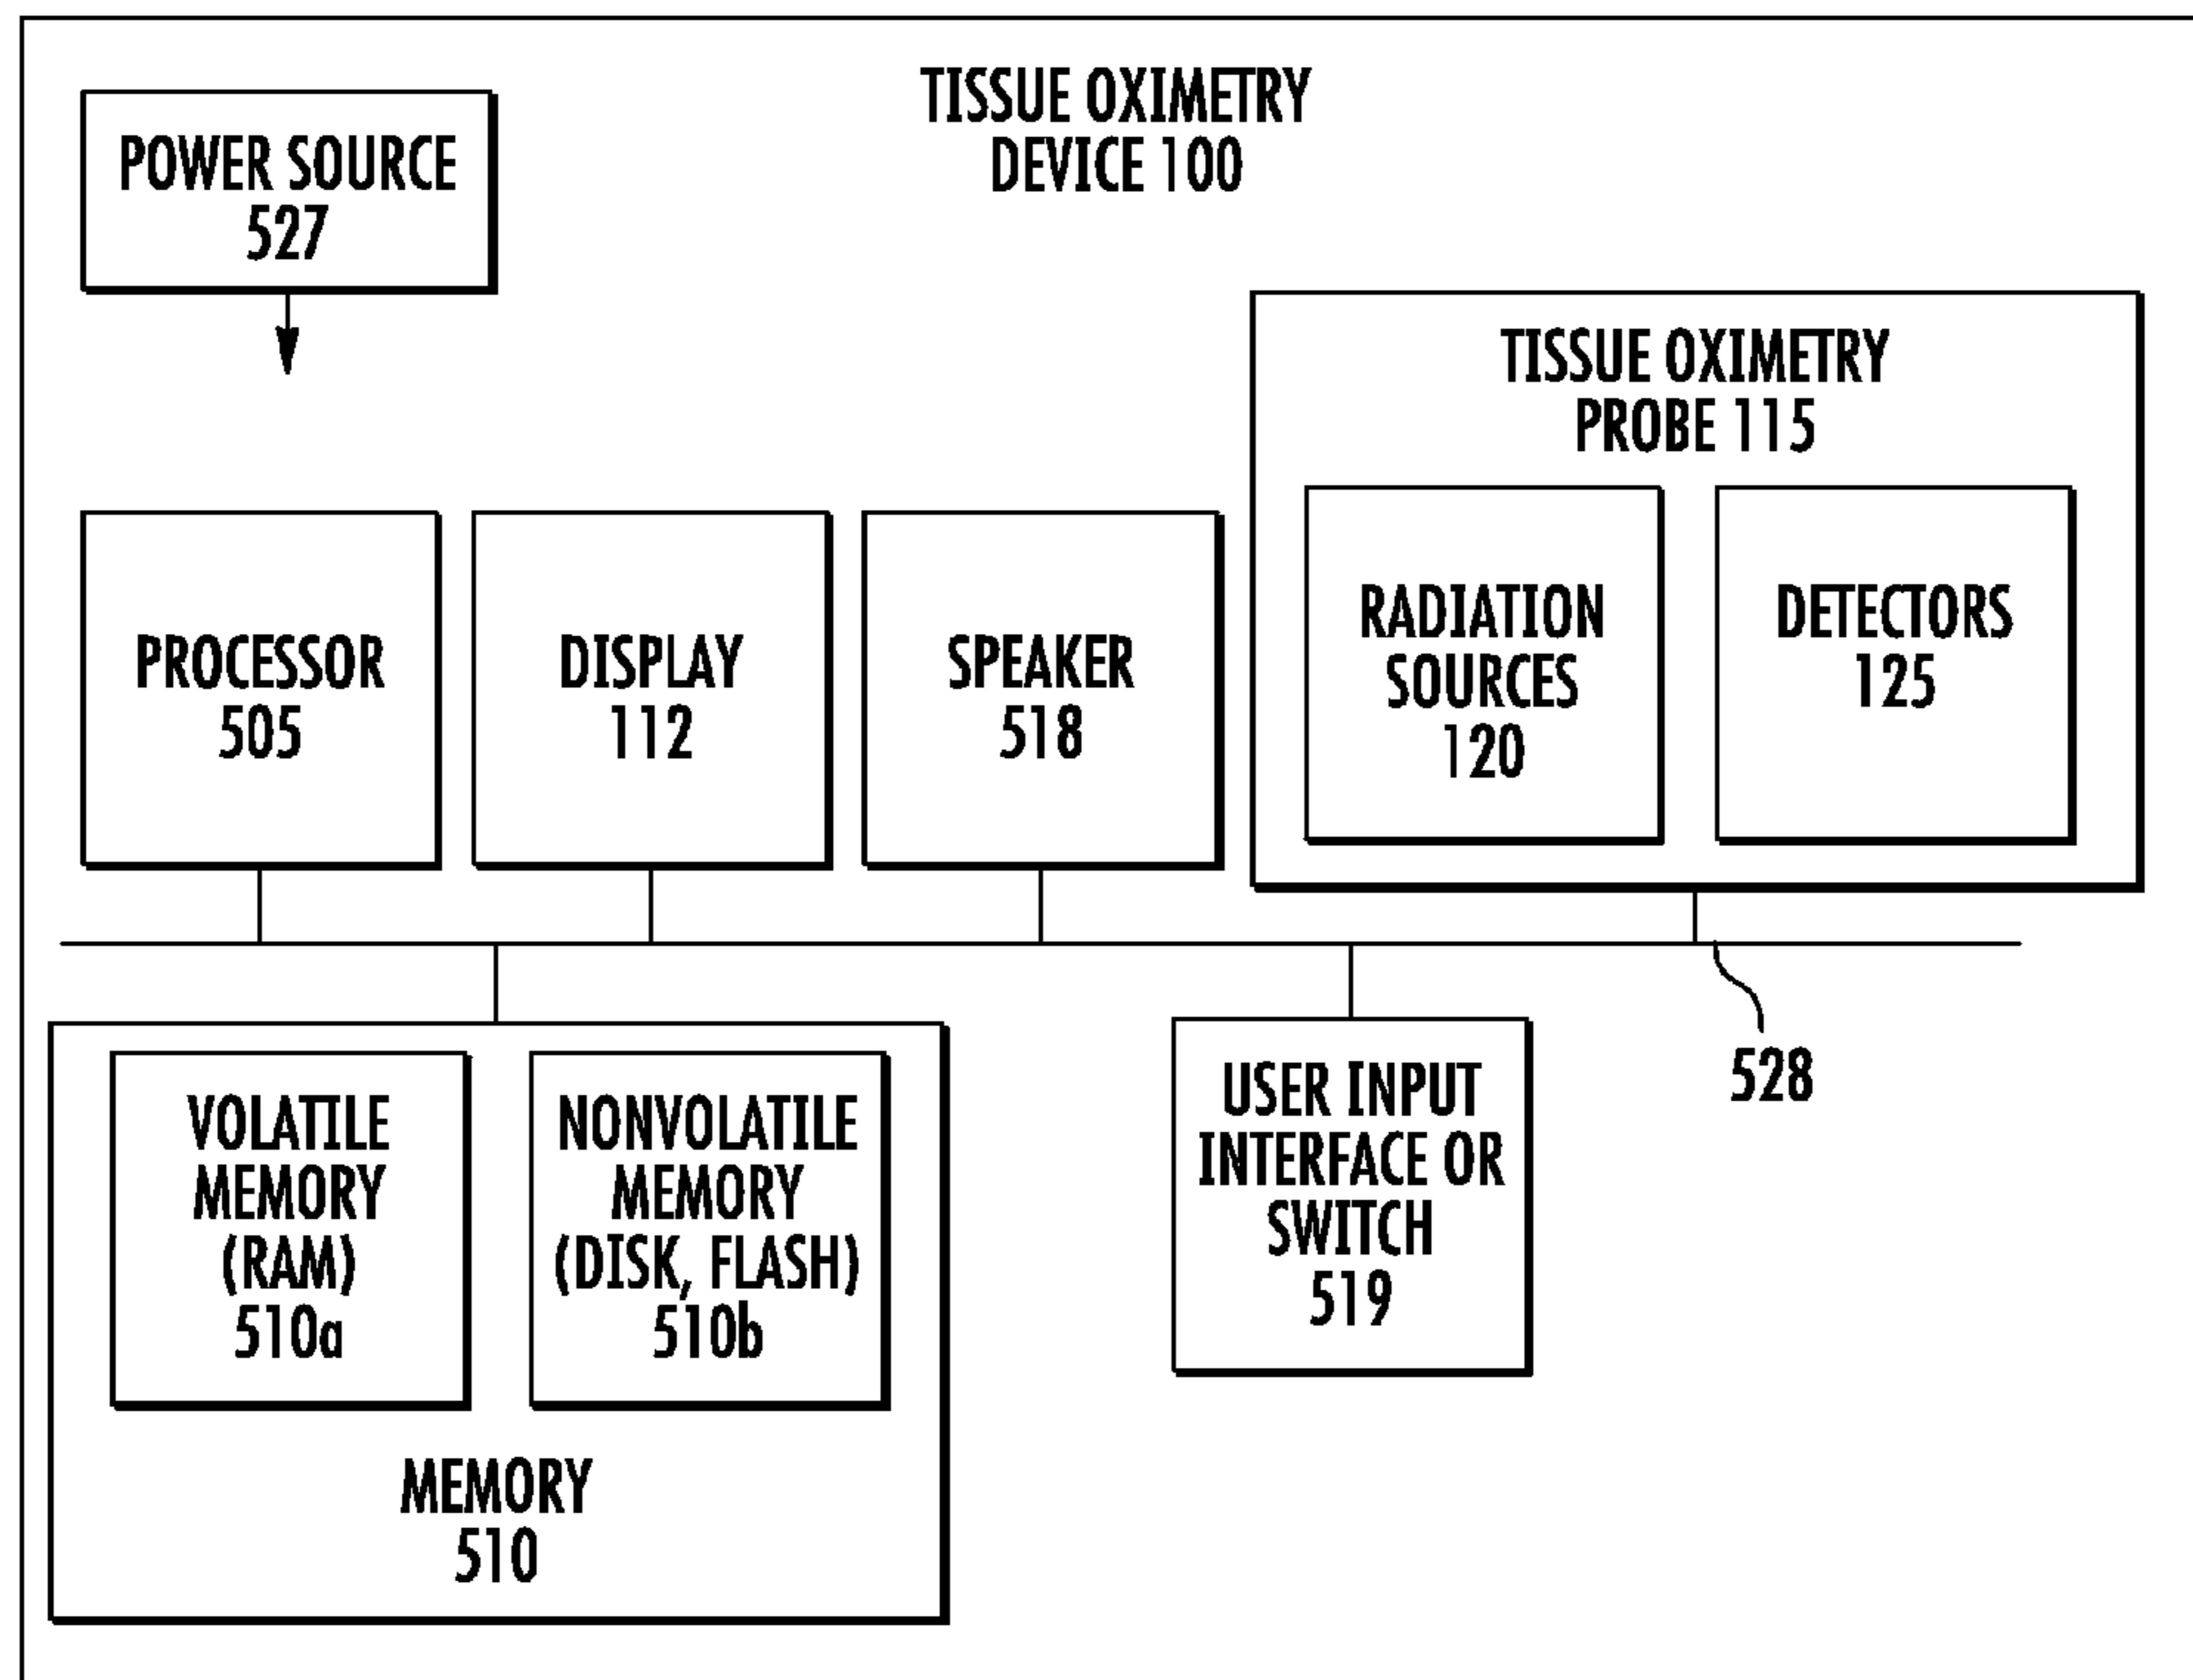 TISSUE OXIMETRY
DEVICE 100
POWER SOURCE
527
TISSUE OXIMETRY
PROBE 115
PROCESSOR
505
DISPLAY
112
SPEAKER
518
RADIATION
SOURCES
120
DETECTORS
125
528
VOLATILE
MEMORY
(RAM)
510a
NONVOLATILE
MEMORY
(DISK, FLASH)
510b
MEMORY
510
USER INPUT
INTERFACE OR
SWITCH
519